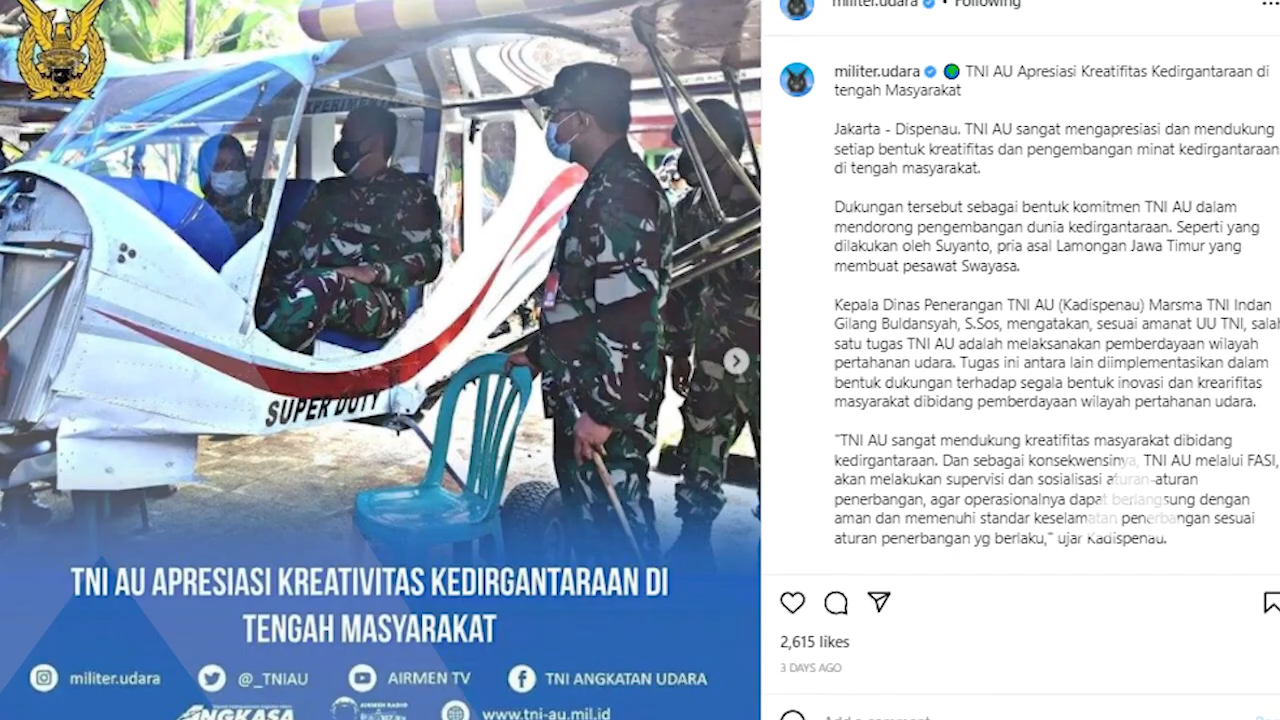 EXPERIMENTAL
SUPER DUTY
TNI AU APRESIASI KREATIVITAS KEDIRGANTARAAN DI
TENGAH MASYARAKAT
militer.udara
@_TNIAU
AIRMEN TV
TNI ANGKATAN UDARA
ANGKASA
AIRMEN RADIO
www.tni-au.mil.id
militer.udara • Following
militer.udara TNI AU Apresiasi Kreatifitas Kedirgantaraan di
tengah Masyarakat
Jakarta - Dispenau. TNI AU sangat mengapresiasi dan mendukung
setiap bentuk kreatifitas dan pengembangan minat kedirgantaraan
di tengah masyarakat.
Dukungan tersebut sebagai bentuk komitmen TNI AU dalam
mendorong pengembangan dunia kedirgantaraan. Seperti yang
dilakukan oleh Suyanto, pria asal Lamongan Jawa Timur yang
membuat pesawat Swayasa.
Kepala Dinas Penerangan TNI AU (Kadispenau) Marsma TNI Indan
Gilang Buldansyah, S.Sos, mengatakan, sesuai amanat UU TNI, salah
satu tugas TNI AU adalah melaksanakan pemberdayaan wilayah
pertahanan udara. Tugas ini antara lain diimplementasikan dalam
bentuk dukungan terhadap segala bentuk inovasi dan krearifitas
masyarakat dibidang pemberdayaan wilayah pertahanan udara.
"TNI AU sangat mendukung kreatifitas masyarakat dibidang
kedirgantaraan. Dan sebagai konsekwensinya, TNI AU melalui FASI,
akan melakukan supervisi dan sosialisasi aturan-aturan
penerbangan, agar operasionalnya dapat berlangsung dengan
aman dan memenuhi standar keselamatan penerbangan sesuai
aturan penerbangan yg berlaku," ujar Kadispenau.
2,615 likes
3 DAYS AGO
Add a comment...